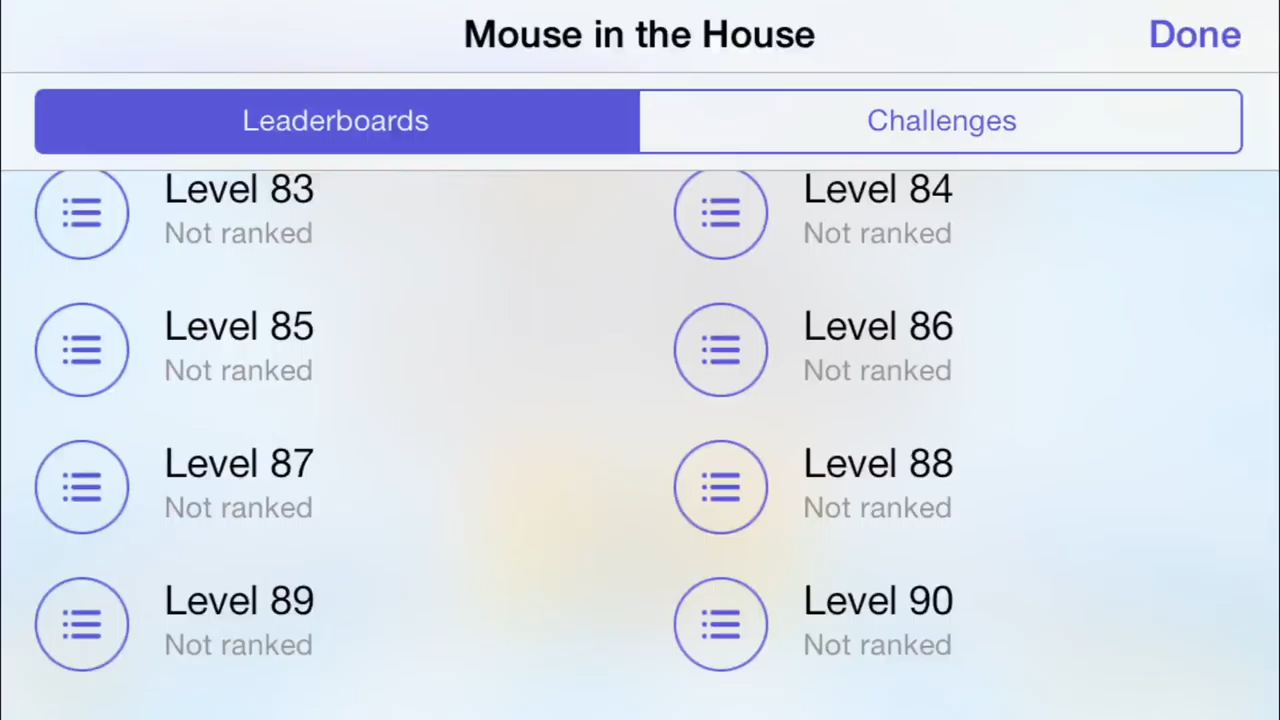 Mouse in the House
Done
Leaderboards
Challenges
Level 83
Not ranked
Level 84
Not ranked
Level 85
Not ranked
Level 86
Not ranked
Level 87
Not ranked
Level 88
Not ranked
Level 89
Not ranked
Level 90
Not ranked